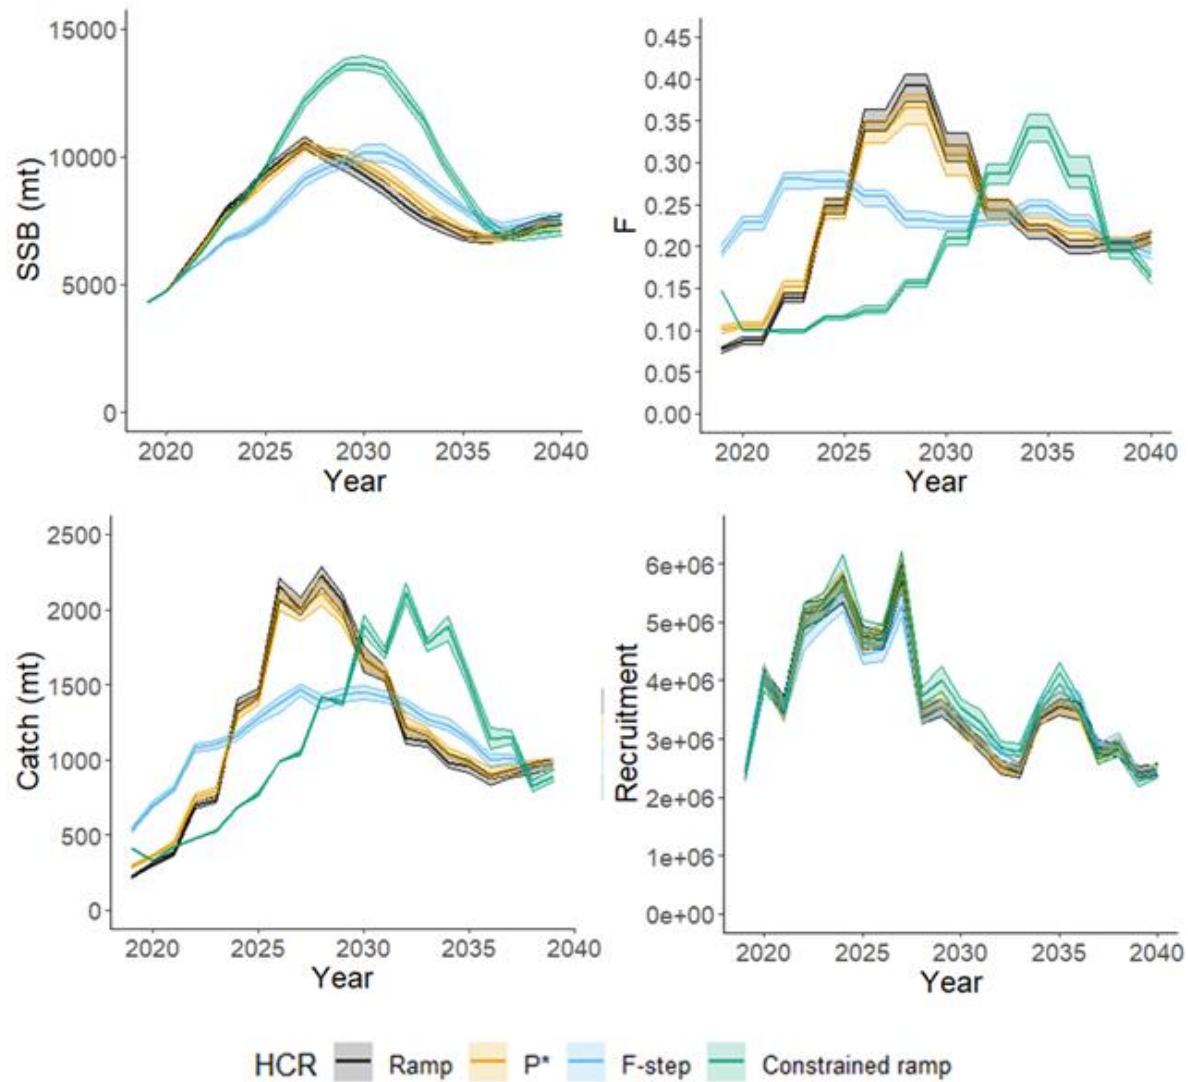 SSB (mt)
15000
10000
5000
0
2020 2025 2030 2035 2040
Year
F
0.45
0.40
0.35
0.30
0.25
0.20
0.15
0.10
0.05
0.00
2020 2025 2030 2035 2040
Year
Catch (mt)
2500
2000
1500
1000
500
0
2020 2025 2030 2035 2040
Year
Recruitment
6e+06
5e+06
4e+06
3e+06
2e+06
1e+06
0e+00
2020 2025 2030 2035 2040
Year
HCR Ramp P* F-step Constrained ramp